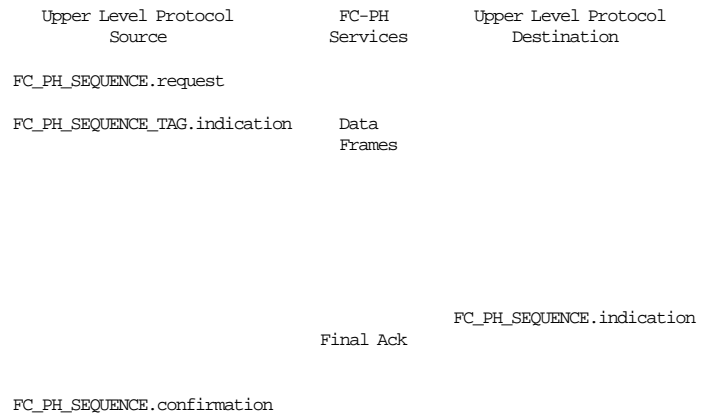 Upper Level Protocol FC-PH Upper Level Protocol
Source Services Destination
FC_PH_SEQUENCE.request
FC_PH_SEQUENCE_TAG.indication Data
Frames
FC_PH_SEQUENCE.indication
Final Ack
FC_PH_SEQUENCE.confirmation